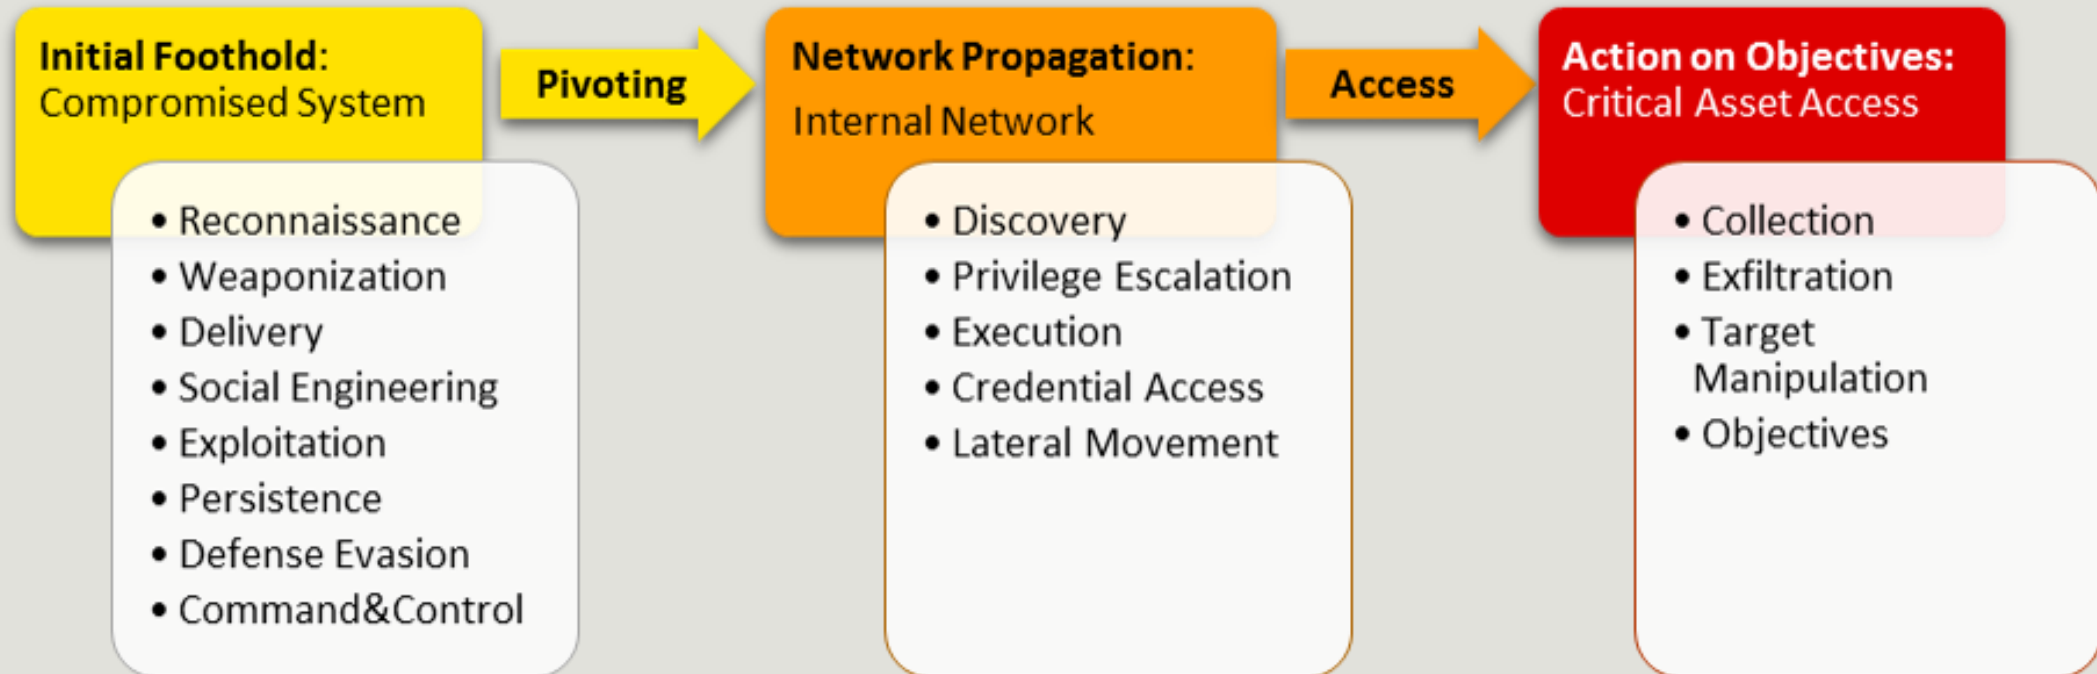 Initial Foothold:
Compromised System
• Reconnaissance
• Weaponization
• Delivery
• Social Engineering
• Exploitation
• Persistence
• Defense Evasion
• Command&Control
Pivoting
Network Propagation:
Internal Network
• Discovery
• Privilege Escalation
• Execution
• Credential Access
• Lateral Movement
Access
Action on Objectives:
Critical Asset Access
• Collection
• Exfiltration
• Target
Manipulation
• Objectives